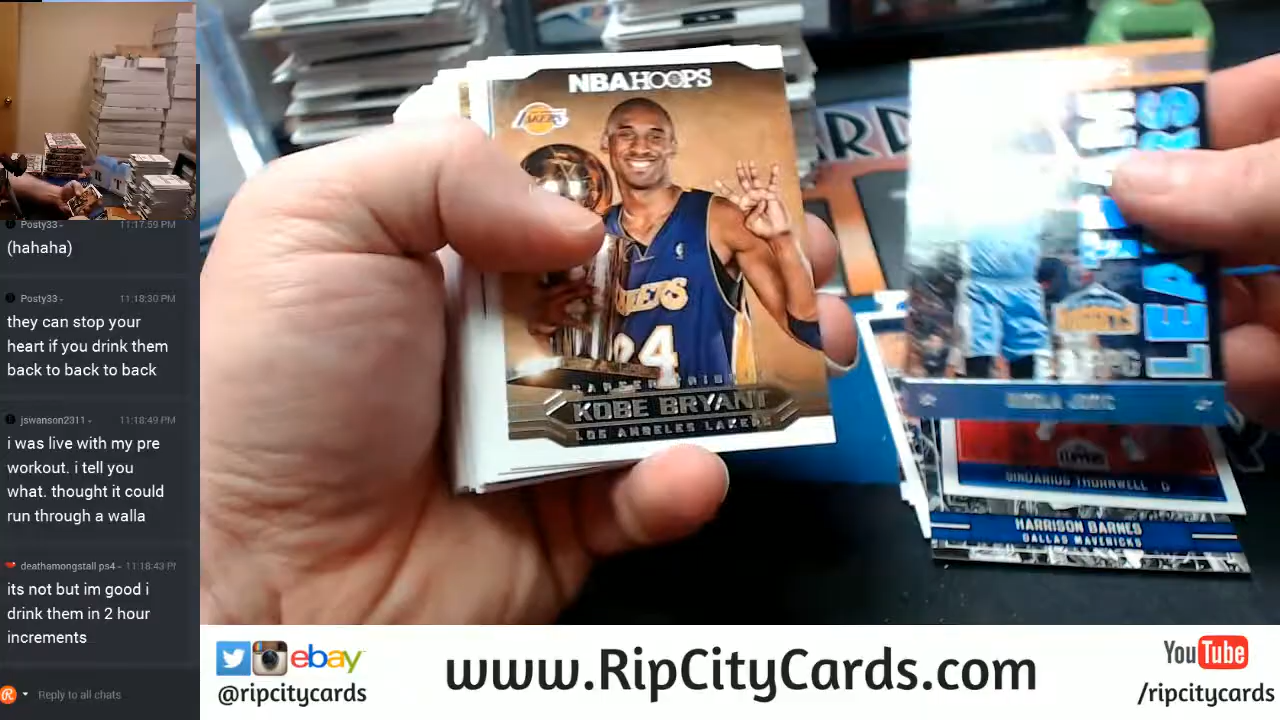 Posty33 - 11:17:59 PM
(hahaha)
Posty33 - 11:18:30 PM
they can stop your
heart if you drink them
back to back to back
jswanson2311 - 11:18:49 PM
i was live with my pre
workout. i tell you
what. thought it could
run through a walla
deathamongstall ps4 - 11:18:43 PM
its not but im good i
drink them in 2 hour
increments
Reply to all chats
NBA HOOPS
LAKERS
LAKERS
24
KOBE BRYANT
LOS ANGELES LAKERS
TEAM
LEADERS
NUGGETS
CLIPPERS
SINDARIUS THORNWELL G
HARRISON BARNES
DALLAS MAVERICKS
ebay
@ripcitycards
www.RipCityCards.com
YouTube
/ripcitycards